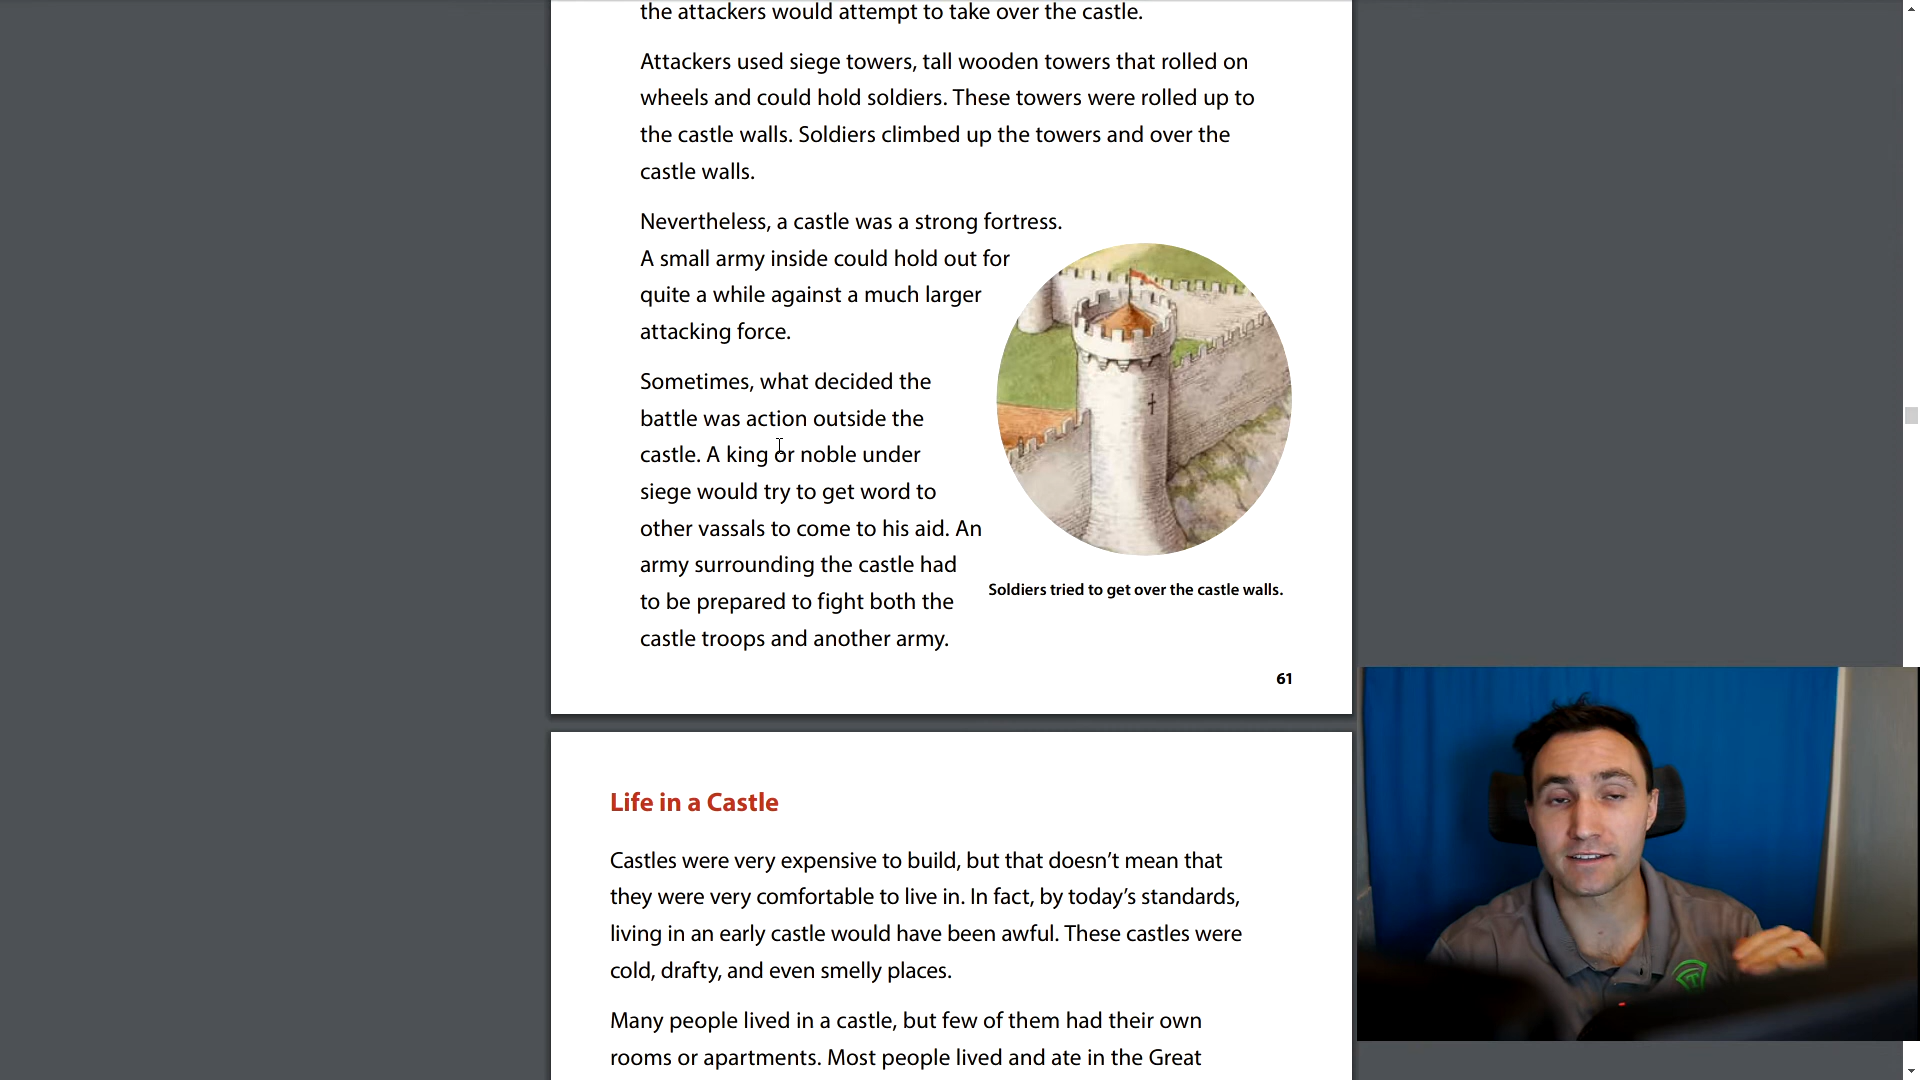 the attackers would attempt to take over the castle.
Attackers used siege towers, tall wooden towers that rolled on
wheels and could hold soldiers. These towers were rolled up to
the castle walls. Soldiers climbed up the towers and over the
castle walls.
Nevertheless, a castle was a strong fortress.
A small army inside could hold out for
quite a while against a much larger
attacking force.
Sometimes, what decided the
battle was action outside the
castle. A king or noble under
siege would try to get word to
other vassals to come to his aid. An
army surrounding the castle had
to be prepared to fight both the
castle troops and another army.
Soldiers tried to get over the castle walls.
61
Life in a Castle
Castles were very expensive to build, but that doesn’t mean that
they were very comfortable to live in. In fact, by today’s standards,
living in an early castle would have been awful. These castles were
cold, drafty, and even smelly places.
Many people lived in a castle, but few of them had their own
rooms or apartments. Most people lived and ate in the Great
T